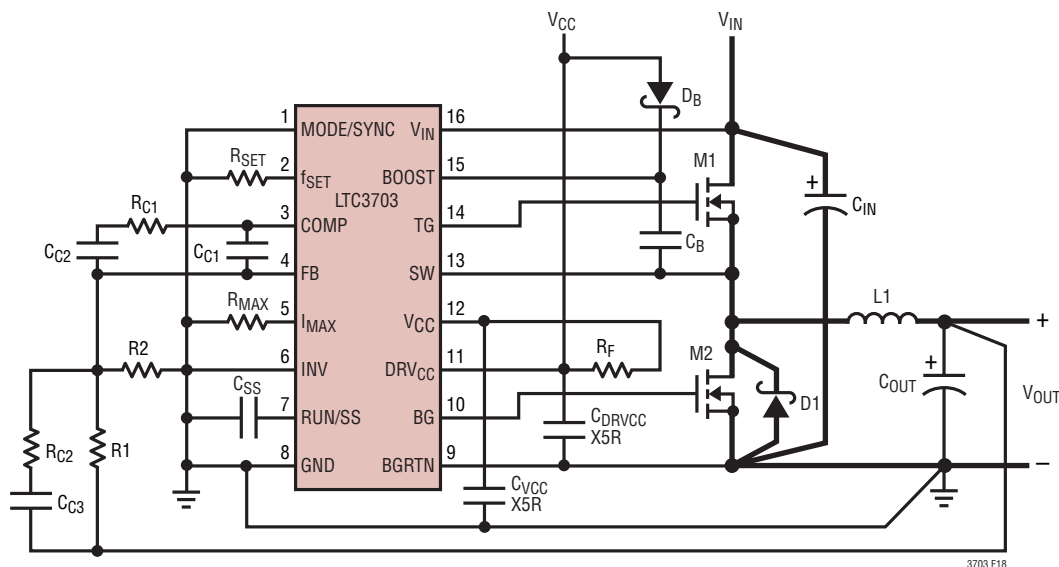 VCC
VIN
DB
1
MODE/SYNC
VIN
16
RSET
2
fSET
BOOST
15
LTC3703
M1
RC1
3
COMP
TG
14
+
CIN
CC2
CC1
CB
4
FB
SW
13
RMAX
5
IMAX
VCC
12
L1
+
R2
6
INV
DRVCC
11
RF
M2
+
COUT
VOUT
CSS
7
RUN/SS
BG
10
D1
CDRVCC
X5R
RC2
R1
8
GND
BGRTN
9
−
CVCC
X5R
CC3
3703 F18